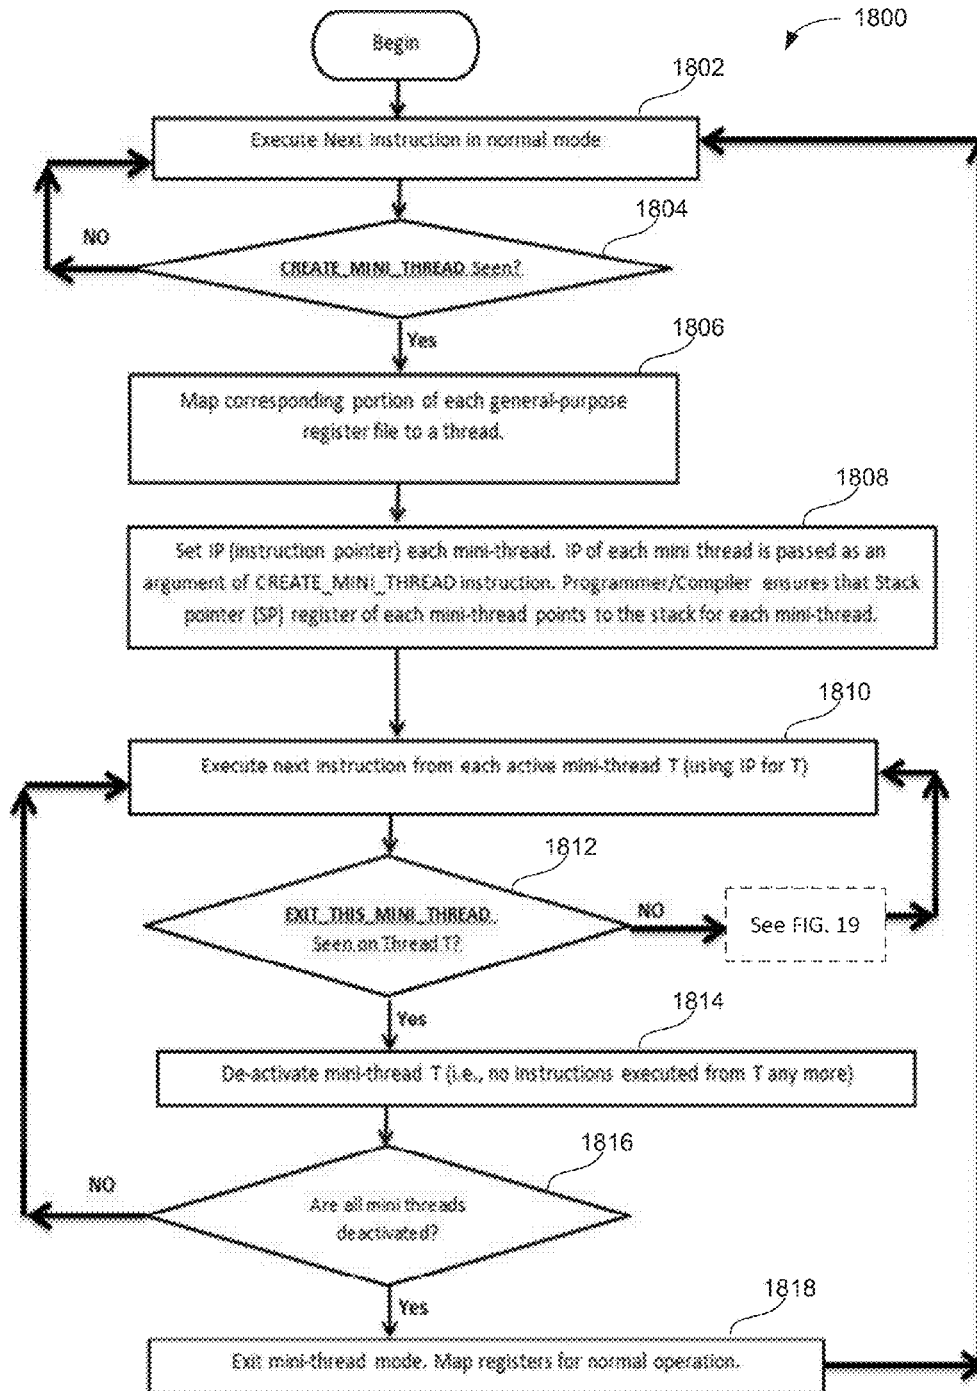 1800
Begin
1802
Execute Next Instruction in normal mode
1804
NO
CREATE_MINI_THREAD Seen?
Yes
1806
Map corresponding portion of each general-purpose
register file to a thread.
1808
Set IP (instruction pointer) each mini-thread. IP of each mini thread is passed as an
argument of CREATE_MINI_THREAD instruction. Programmer/Compiler ensures that Stack
pointer (SP) register of each mini-thread points to the stack for each mini-thread.
1810
Execute next instruction from each active mini-thread T (using IP for T)
1812
EXIT_THIS_MINI_THREAD
Seen on Thread T?
NO
See FIG. 19
Yes
1814
De-activate mini-thread T (i.e., no instructions executed from T any more)
1816
NO
Are all mini threads
deactivated?
Yes
1818
Exit mini-thread mode. Map registers for normal operation.